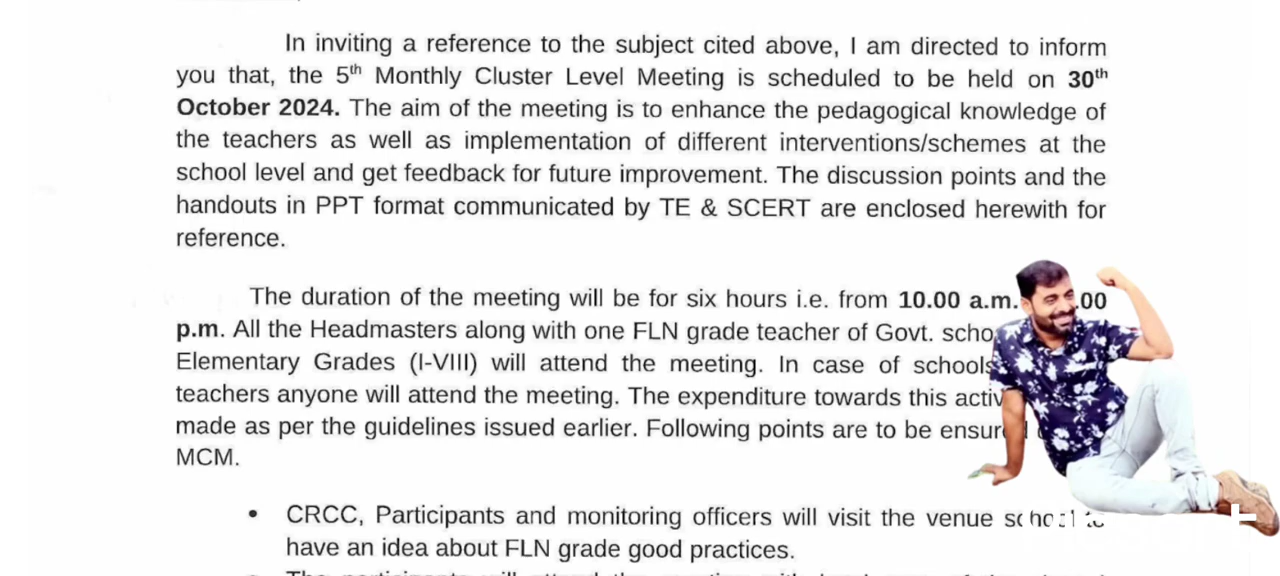 In inviting a reference to the subject cited above, I am directed to inform
you that, the 5th Monthly Cluster Level Meeting is scheduled to be held on 30th
October 2024. The aim of the meeting is to enhance the pedagogical knowledge of
the teachers as well as implementation of different interventions/schemes at the
school level and get feedback for future improvement. The discussion points and the
handouts in PPT format communicated by TE & SCERT are enclosed herewith for
reference.
The duration of the meeting will be for six hours i.e. from 10.00 a.m. .00
p.m. All the Headmasters along with one FLN grade teacher of Govt. scho
Elementary Grades (I-VIII) will attend the meeting. In case of schools
teachers anyone will attend the meeting. The expenditure towards this activ
made as per the guidelines issued earlier. Following points are to be ensured
MCM.
• CRCC, Participants and monitoring officers will visit the venue school to
have an idea about FLN grade good practices.